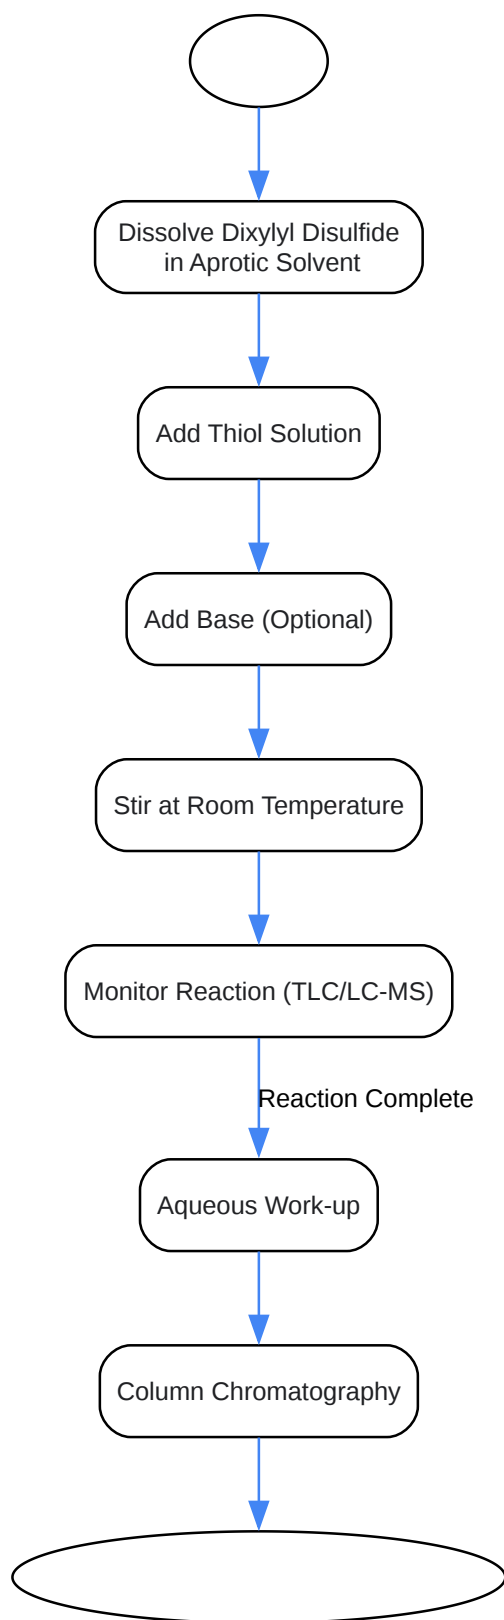 Dissolve Dixylyl Disulfide
in Aprotic Solvent
Add Thiol Solution
Add Base (Optional)
Stir at Room Temperature
Monitor Reaction (TLC/LC-MS)
Reaction Complete
Aqueous Work-up
Column Chromatography